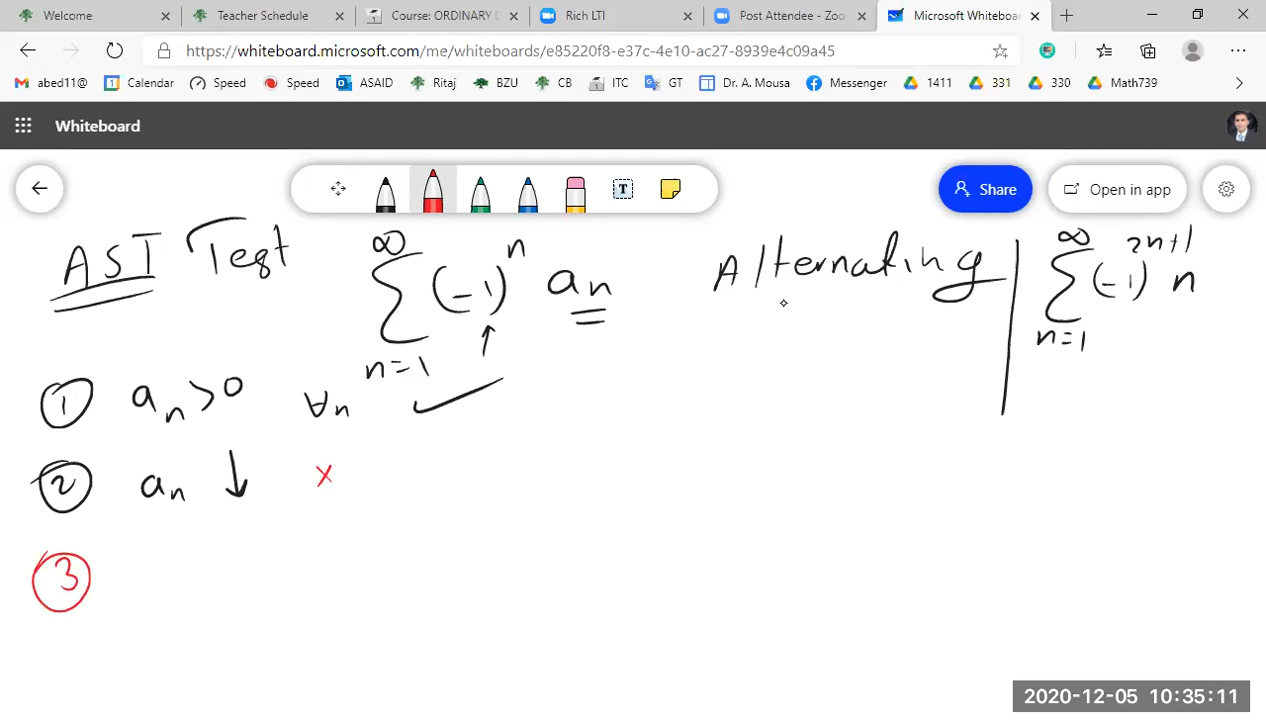 Welcome
Teacher Schedule
Course: ORDINARY D
Rich LTI
Post Attendee - Zoo
Microsoft Whiteboa
https://whiteboard.microsoft.com/me/whiteboards/e85220f8-e37c-4e10-ac27-8939e4c09a45
abed11@ Calendar Speed Speed ASAID Ritaj BZU CB ITC GT Dr. A. Mousa Messenger 1411 331 330 Math739
Whiteboard
T
Share
Open in app
AST Test ∞∑n=1 (-1)^n an Alternating | ∞∑n=1 (-1)^2n+1 n
① an > 0 ∀n ✓
② an ↓ ×
③
2020-12-05 10:35:11